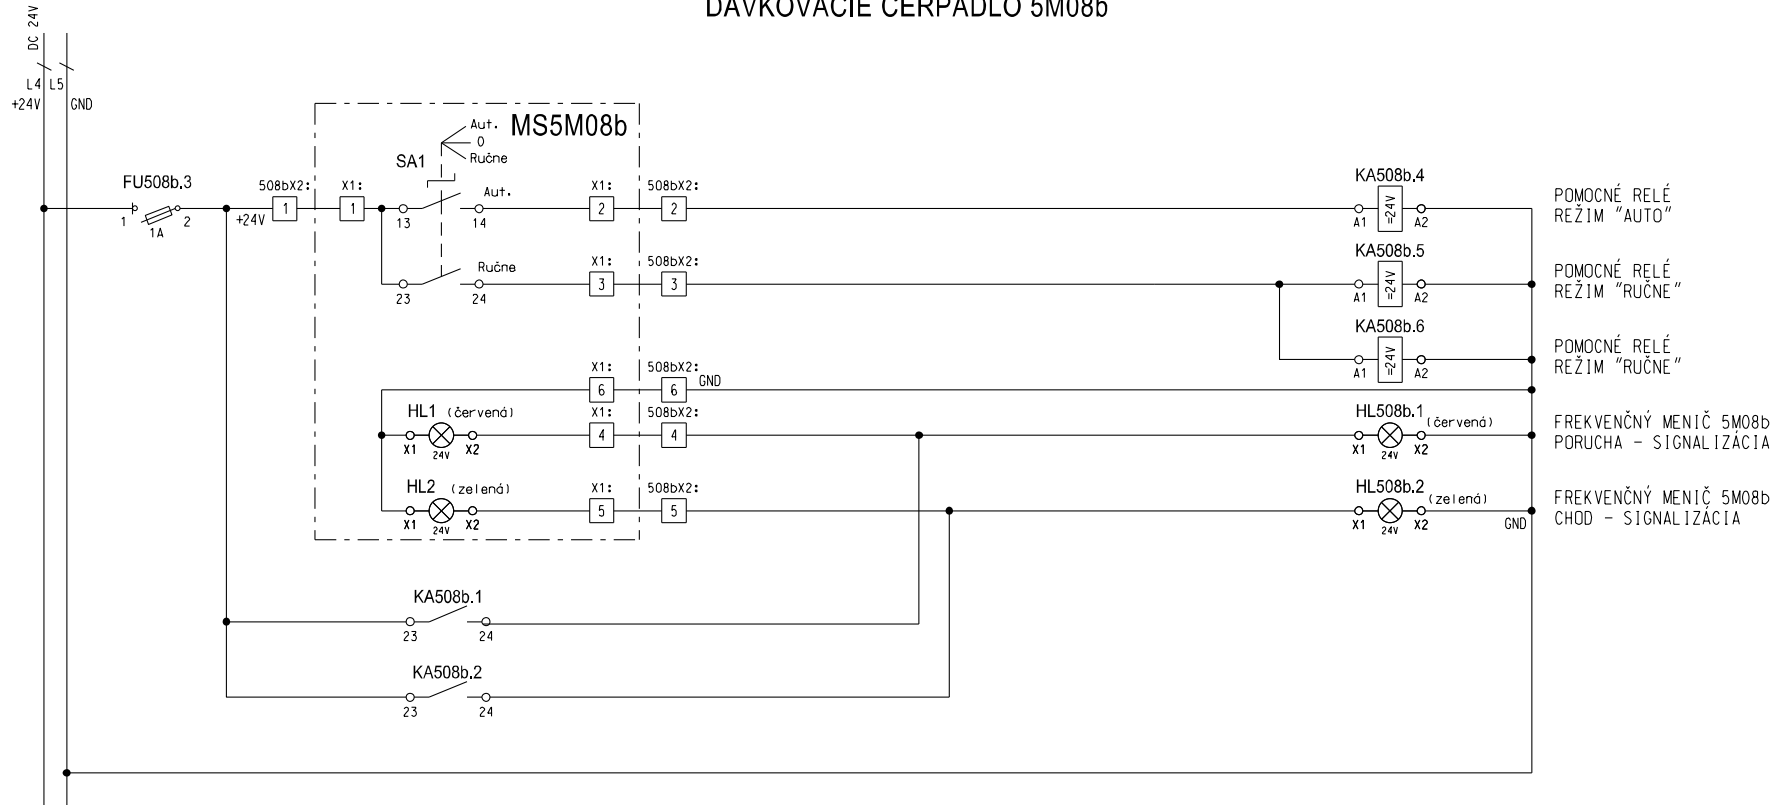 DÁVKOVACIE ČERPADLO 5M08b
DC 24V
L4 L5
+24V GND
MS5M08b
Aut.
0
Ručne
SA1
FU508b.3
1 2
1A
+24V
508bX2: X1:
1 1
13 14
Aut.
X1: 508bX2:
2 2
KA508b.4
A1 =24V A2
POMOCNÉ RELÉ
REŽIM "AUTO"
23 24
Ručne
X1: 508bX2:
3 3
KA508b.5
A1 =24V A2
POMOCNÉ RELÉ
REŽIM "RUČNE"
KA508b.6
A1 =24V A2
POMOCNÉ RELÉ
REŽIM "RUČNE"
X1: 508bX2:
6 6 GND
HL1 (červená)
X1 24V X2
X1: 508bX2:
4 4
HL508b.1 (červená)
X1 24V X2
FREKVENČNÝ MENIČ 5M08b
PORUCHA - SIGNALIZÁCIA
HL2 (zelená)
X1 24V X2
X1: 508bX2:
5 5
HL508b.2 (zelená)
X1 24V X2
GND
FREKVENČNÝ MENIČ 5M08b
CHOD - SIGNALIZÁCIA
KA508b.1
23 24
KA508b.2
23 24